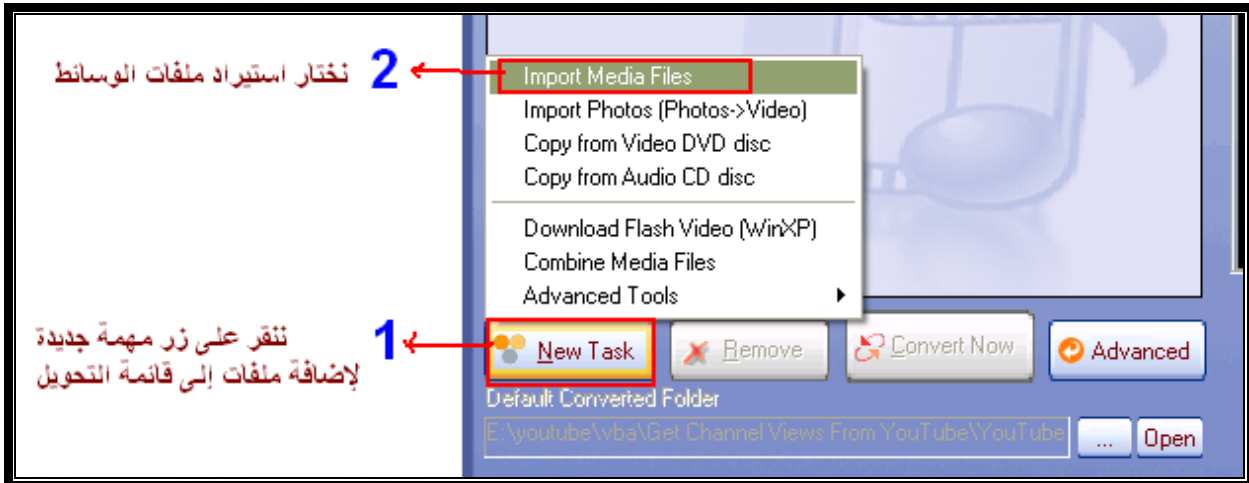 2 نختار استيراد ملفات الوسائط
Import Media Files
Import Photos (Photos->Video)
Copy from Video DVD disc
Copy from Audio CD disc
Download Flash Video (WinXP)
Combine Media Files
Advanced Tools
1 ننقر على زر مهمة جديدة
لإضافة ملفات إلى قائمة التحويل
New Task
Remove
Convert Now
Advanced
Default Converted Folder
E:\youtube\vba\Get Channel Views From YouTube\YouTube
...
Open